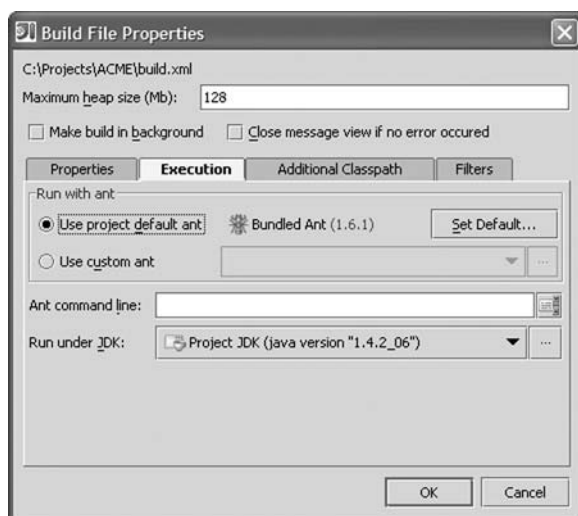 Build File Properties
C:\Projects\ACME\build.xml
Maximum heap size (Mb): 128
Make build in background Close message view if no error occured
Properties Execution Additional Classpath Filters
Run with ant
Use project default ant Bundled Ant (1.6.1) Set Default...
Use custom ant ...
Ant command line:
Run under JDK: Project JDK (java version "1.4.2_06") ...
OK Cancel